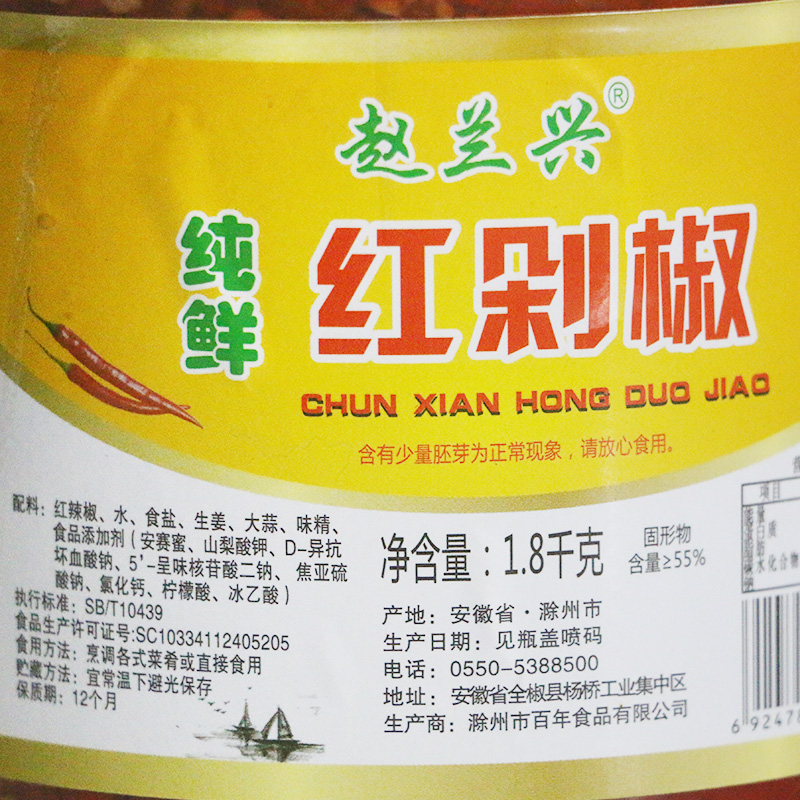 赵兰兴®
纯鲜
红剁椒
CHUN XIAN HONG DUO JIAO
含有少量胚芽为正常现象，请放心食用。
配料：红辣椒、水、食盐、生姜、大蒜、味精、
食品添加剂（安赛蜜、山梨酸钾、D-异抗
坏血酸钠、5'-呈味核苷酸二钠、焦亚硫
酸钠、氯化钙、柠檬酸、冰乙酸）
执行标准：SB/T10439
食品生产许可证号:SC10334112405205
食用方法：烹调各式菜肴或直接食用
贮藏方法：宜常温下避光保存
保质期：12个月
净含量：1.8千克
固形物
含量≥55%
产地：安徽省·滁州市
生产日期：见瓶盖喷码
电话：0550-5388500
地址：安徽省全椒县杨桥工业集中区
生产商：滁州市百年食品有限公司
项目
水化合物
69247